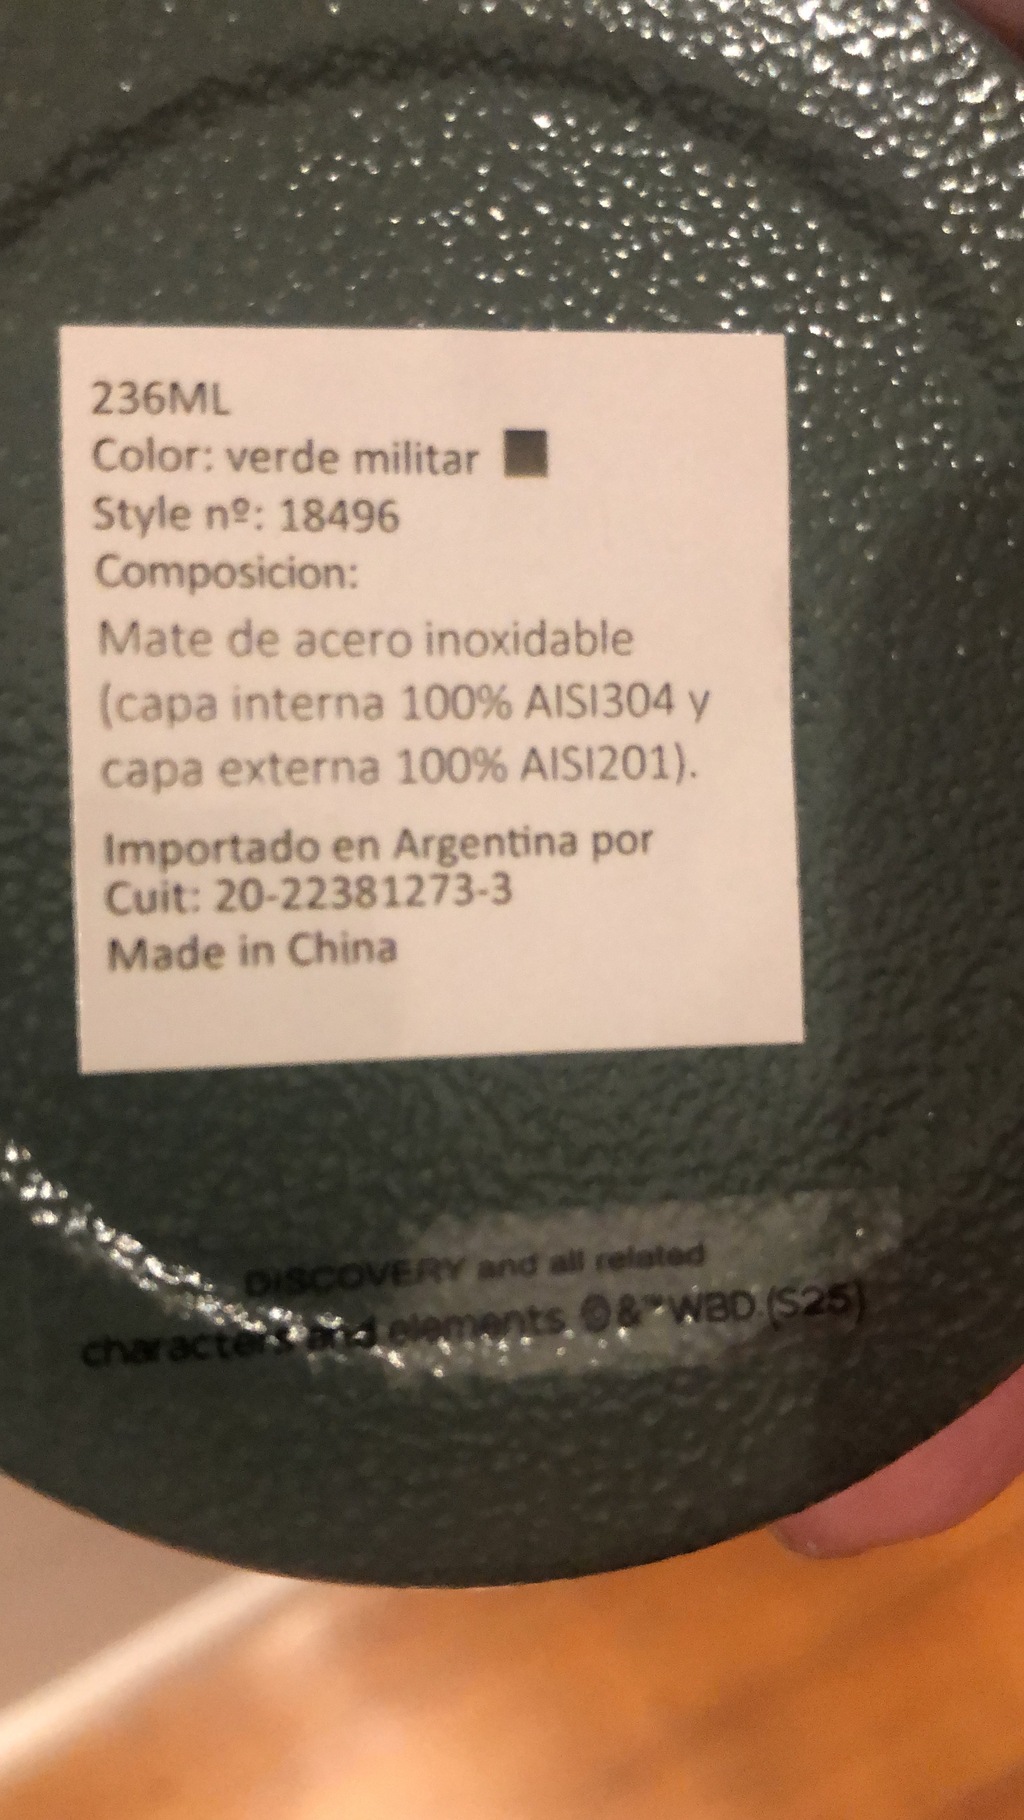 236ML
Color: verde militar
Style nº: 18496
Composicion:
Mate de acero inoxidable
(capa interna 100% AISI304 y
capa externa 100% AISI201).
Importado en Argentina por
Cuit: 20-22381273-3
Made in China
DISCOVERY and all related
characters and elements © & ™ WBD (S25)